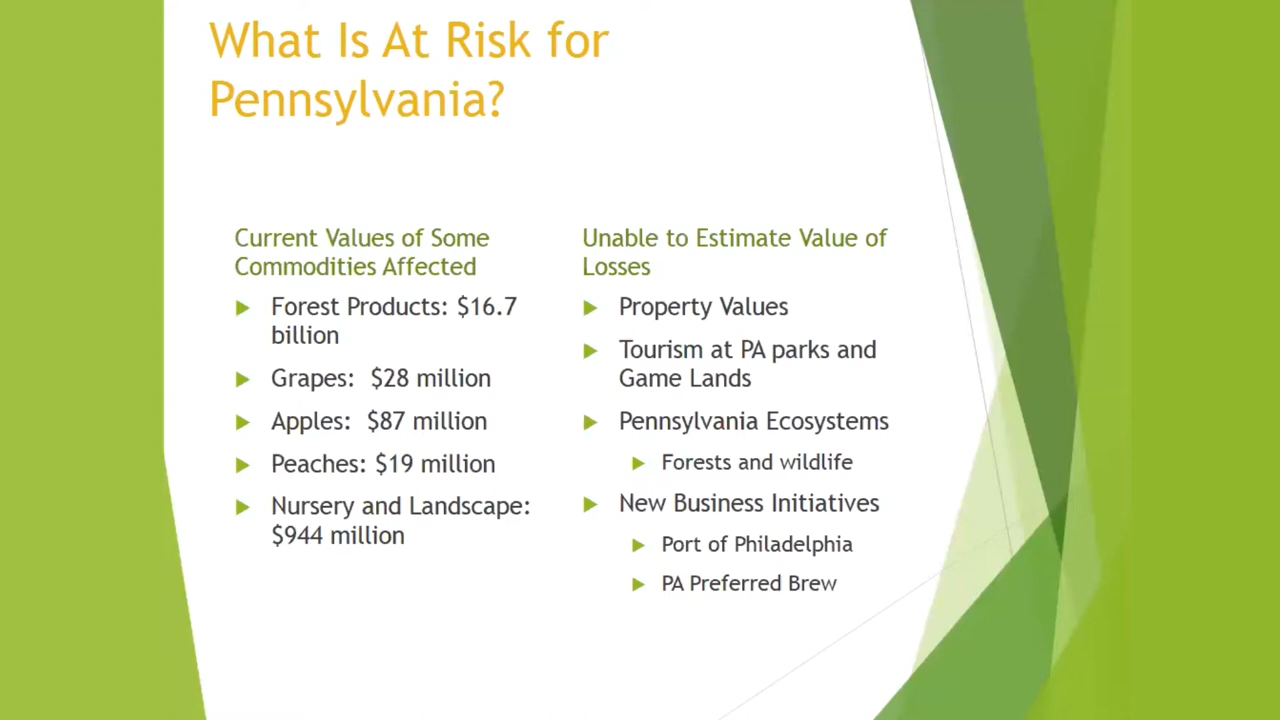 What Is At Risk for
Pennsylvania?
Current Values of Some
Commodities Affected
Forest Products: $16.7
billion
Grapes:  $28 million
Apples:  $87 million
Peaches: $19 million
Nursery and Landscape:
$944 million
Unable to Estimate Value of
Losses
Property Values
Tourism at PA parks and
Game Lands
Pennsylvania Ecosystems
Forests and wildlife
New Business Initiatives
Port of Philadelphia
PA Preferred Brew